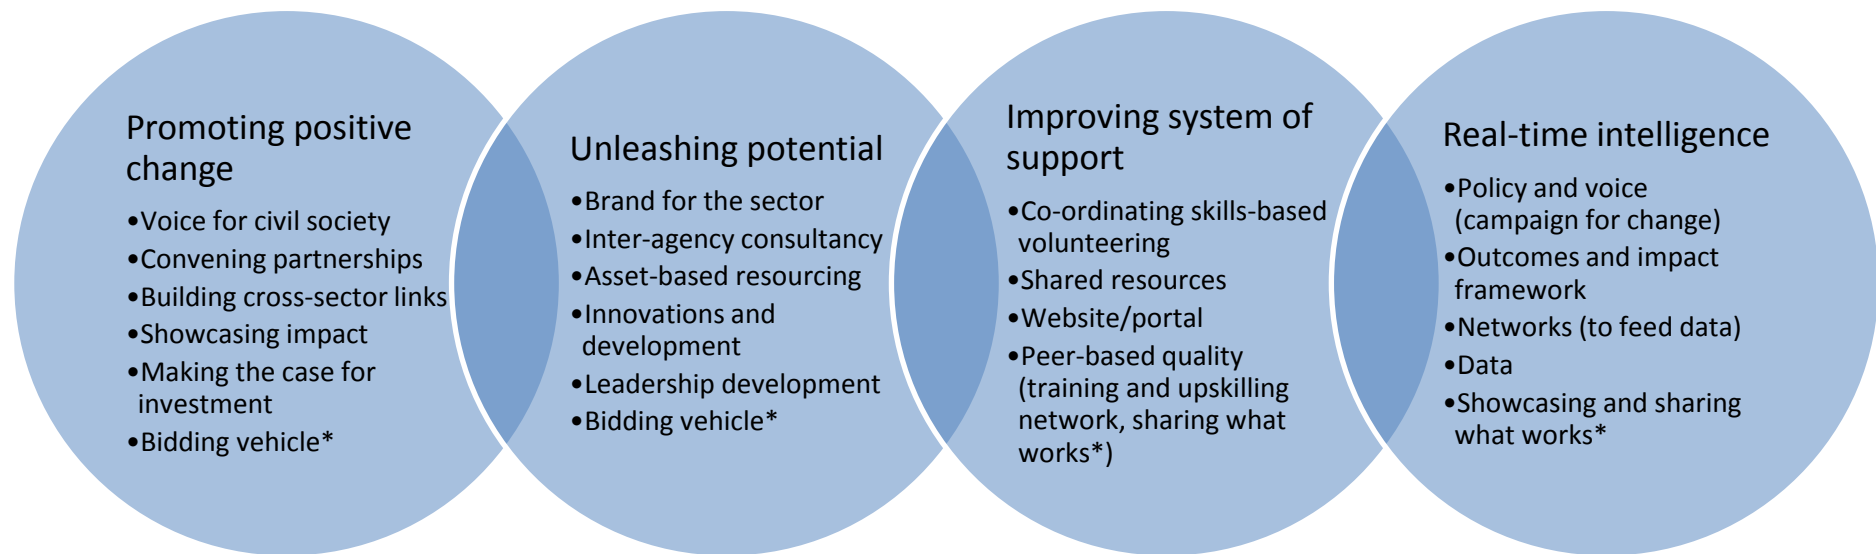 Promoting positive
change
•Voice for civil society
•Convening partnerships
•Building cross-sector links
•Showcasing impact
•Making the case for
investment
•Bidding vehicle*
Unleashing potential
•Brand for the sector
•Inter-agency consultancy
•Asset-based resourcing
•Innovations and
development
•Leadership development
•Bidding vehicle*
Improving system of
support
•Co-ordinating skills-based
volunteering
•Shared resources
•Website/portal
•Peer-based quality
(training and upskilling
network, sharing what
works*)
Real-time intelligence
•Policy and voice
(campaign for change)
•Outcomes and impact
framework
•Networks (to feed data)
•Data
•Showcasing and sharing
what works*